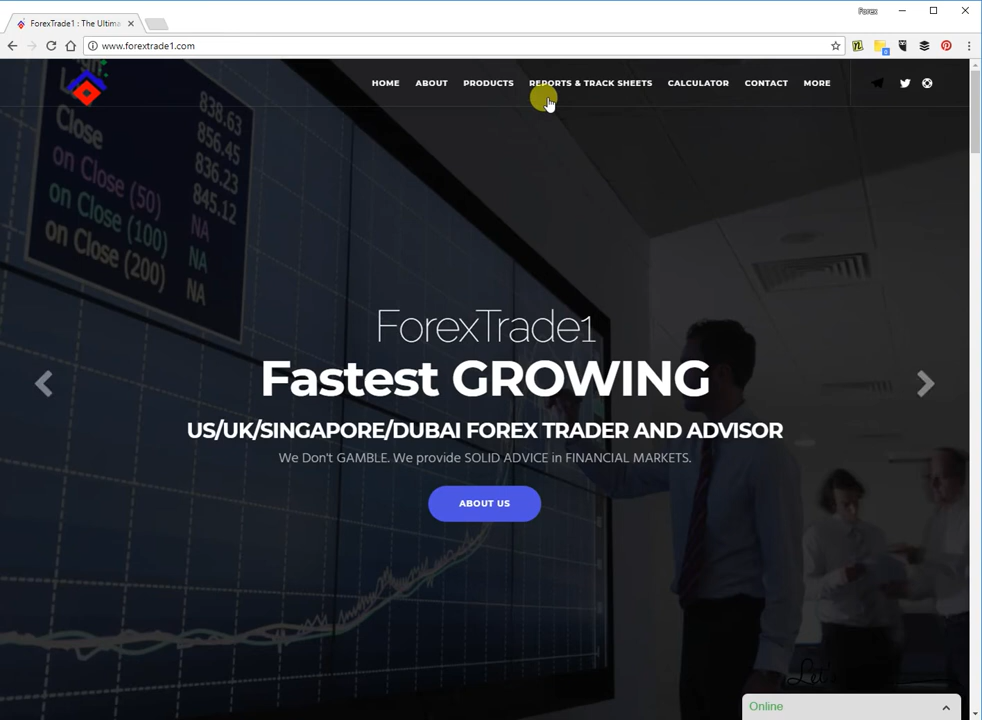 Forex
ForexTrade1 : The Ultima
www.forextrade1.com
HOME ABOUT PRODUCTS REPORTS & TRACK SHEETS CALCULATOR CONTACT MORE
838.63
Close 856.45
on Close (50) 836.23
on Close (100) 845.12
on Close (200) NA
NA
NA
ForexTrade1
Fastest GROWING
US/UK/SINGAPORE/DUBAI FOREX TRADER AND ADVISOR
We Don't GAMBLE. We provide SOLID ADVICE in FINANCIAL MARKETS.
ABOUT US
Let's
Online